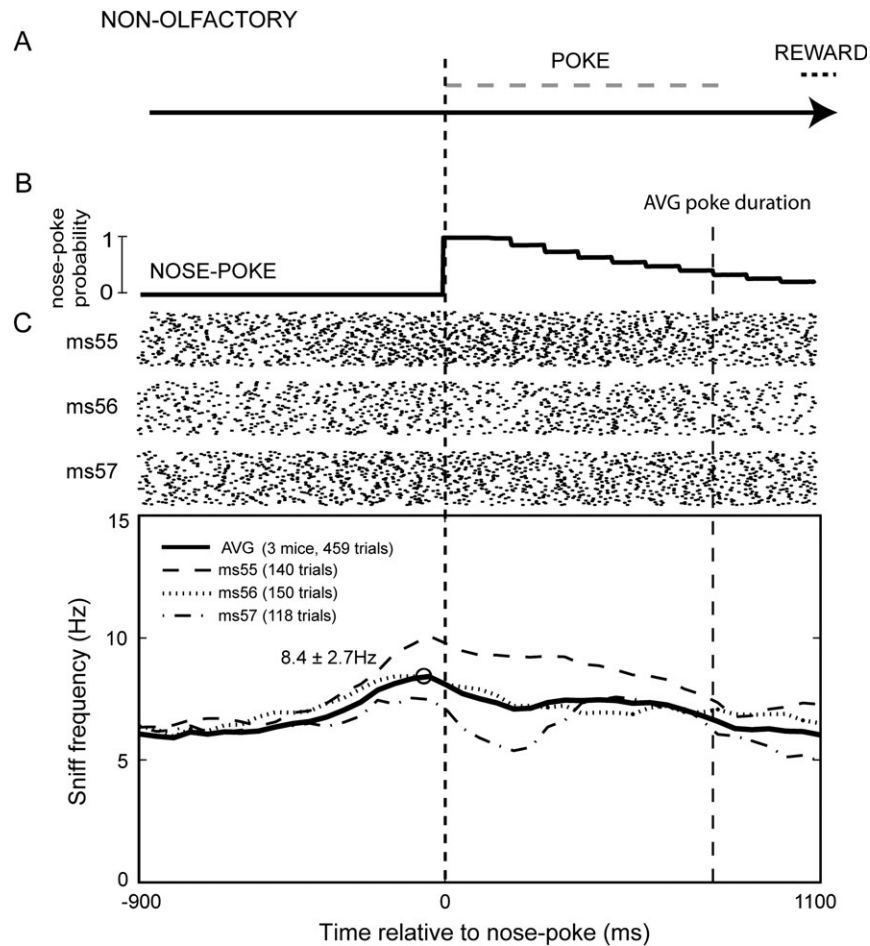 NON-OLFACTORY
A
POKE
REWARD
B
nose-poke
probability
1
0
NOSE-POKE
AVG poke duration
C
ms55
ms56
ms57
15
10
5
0
Sniff frequency (Hz)
AVG (3 mice, 459 trials)
ms55 (140 trials)
ms56 (150 trials)
ms57 (118 trials)
8.4 ± 2.7Hz
-900
0
1100
Time relative to nose-poke (ms)